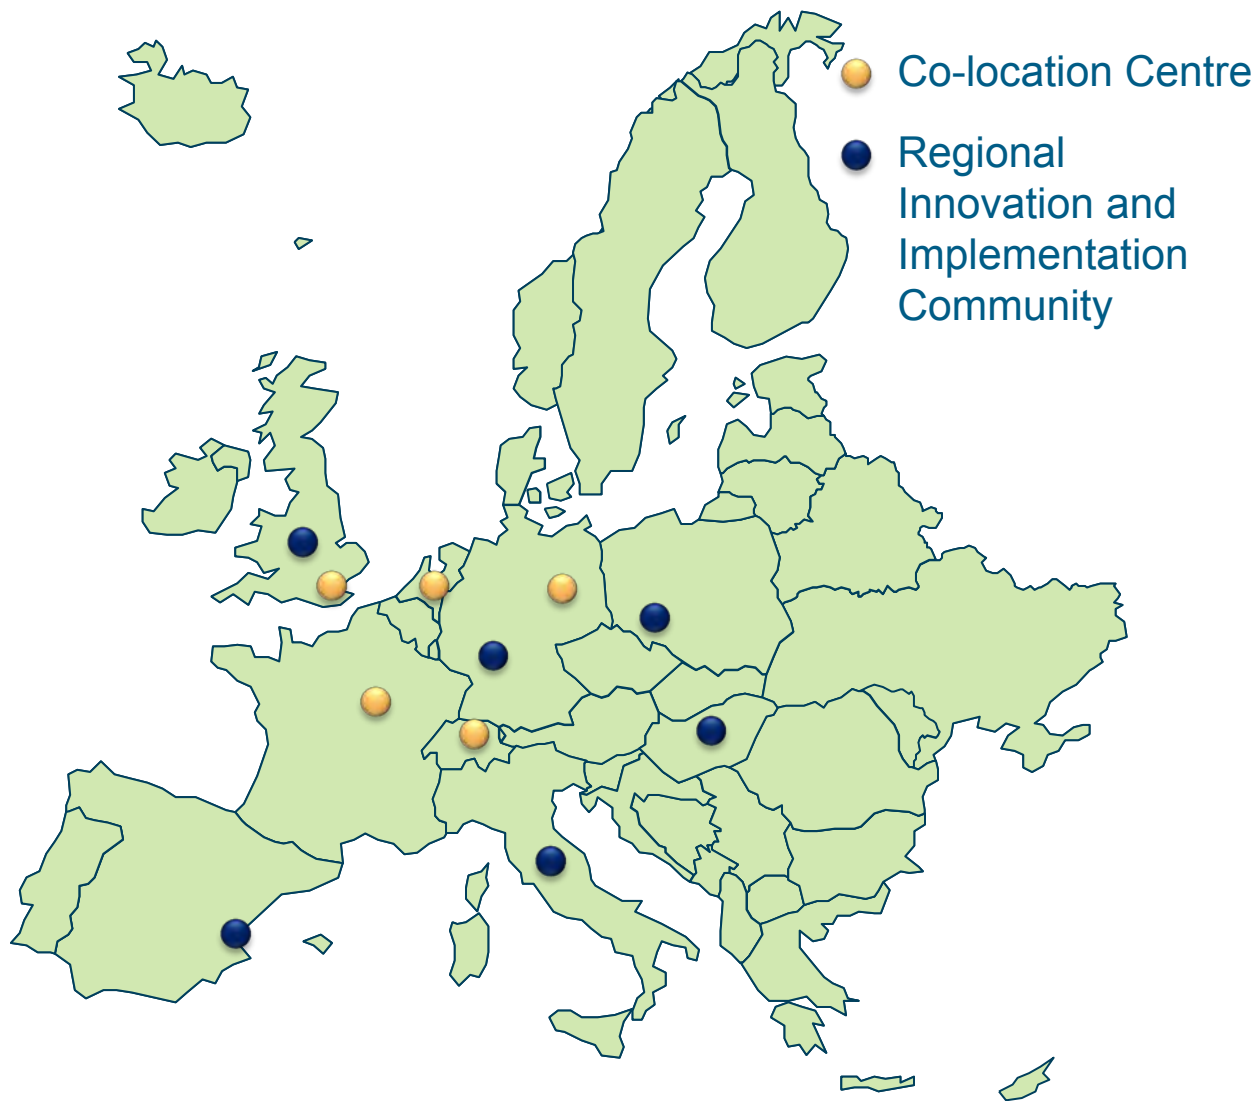 Co-location Centre
Regional
Innovation and
Implementation
Community